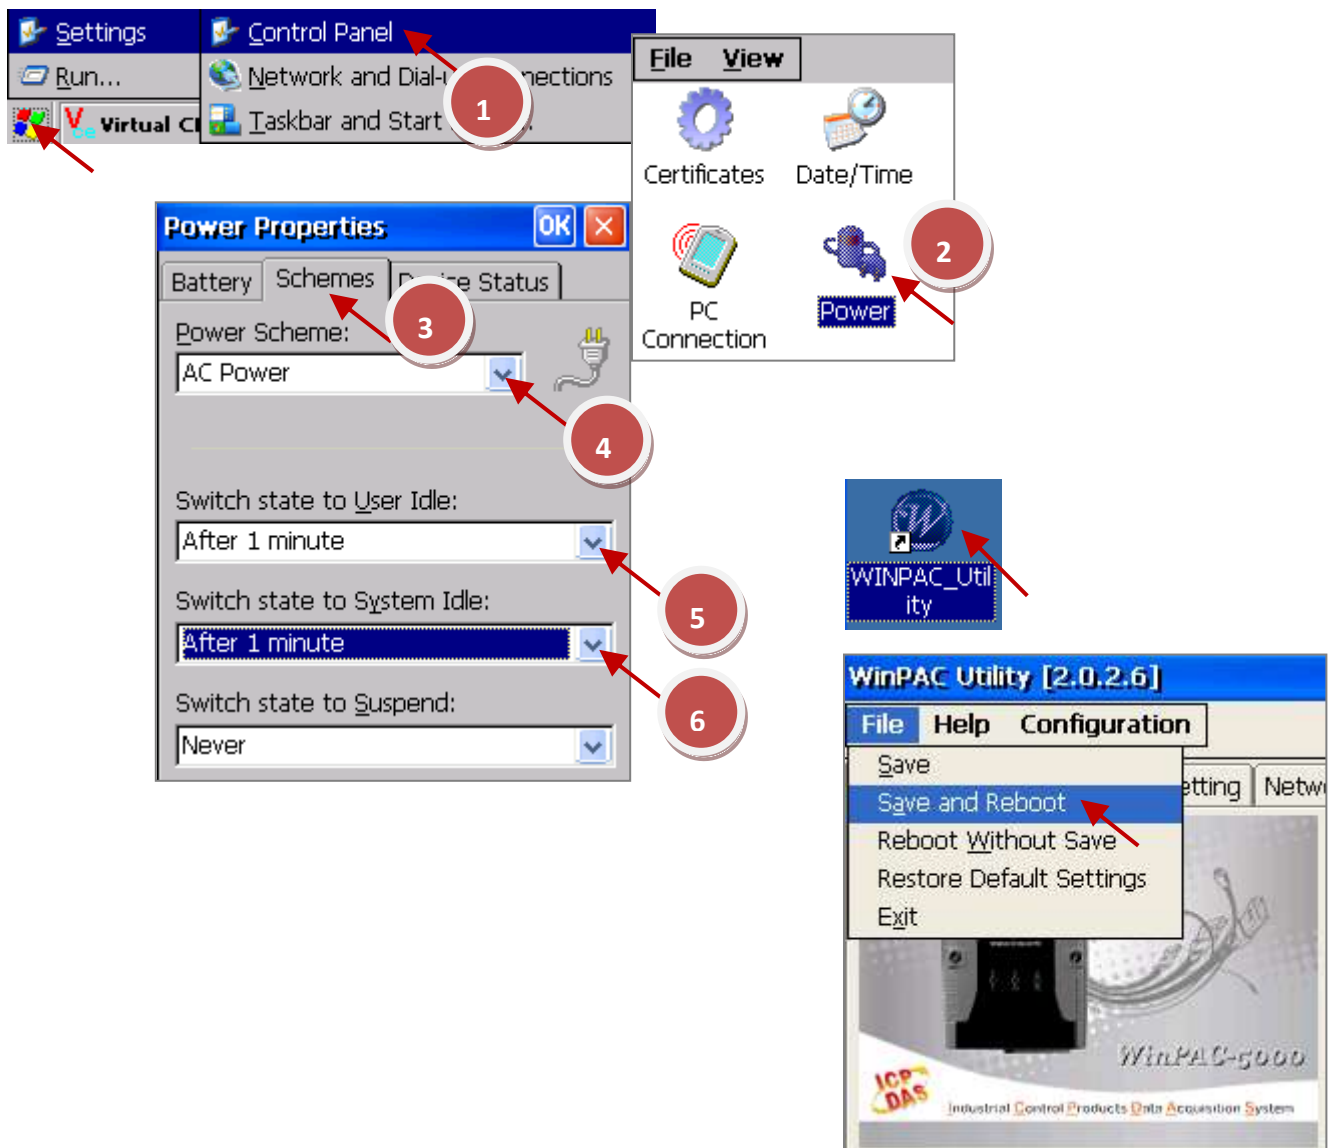 Settings
Control Panel
Run...
Network and Dial-u nections
Taskbar and Start
Virtual
1
File View
Certificates
Date/Time
PC
Connection
Power
2
Power Properties
OK
Battery
Schemes
Status
3
Power Scheme:
AC Power
4
Switch state to User Idle:
After 1 minute
5
Switch state to System Idle:
After 1 minute
6
Switch state to Suspend:
Never
WINPAC_Util
ity
WinPAC Utility [2.0.2.6]
File Help Configuration
Save
Save and Reboot
etting
Netw
Reboot Without Save
Restore Default Settings
Exit
WinPAC-5000
ICP
DAS
Industrial Control Products Data Acquisition System